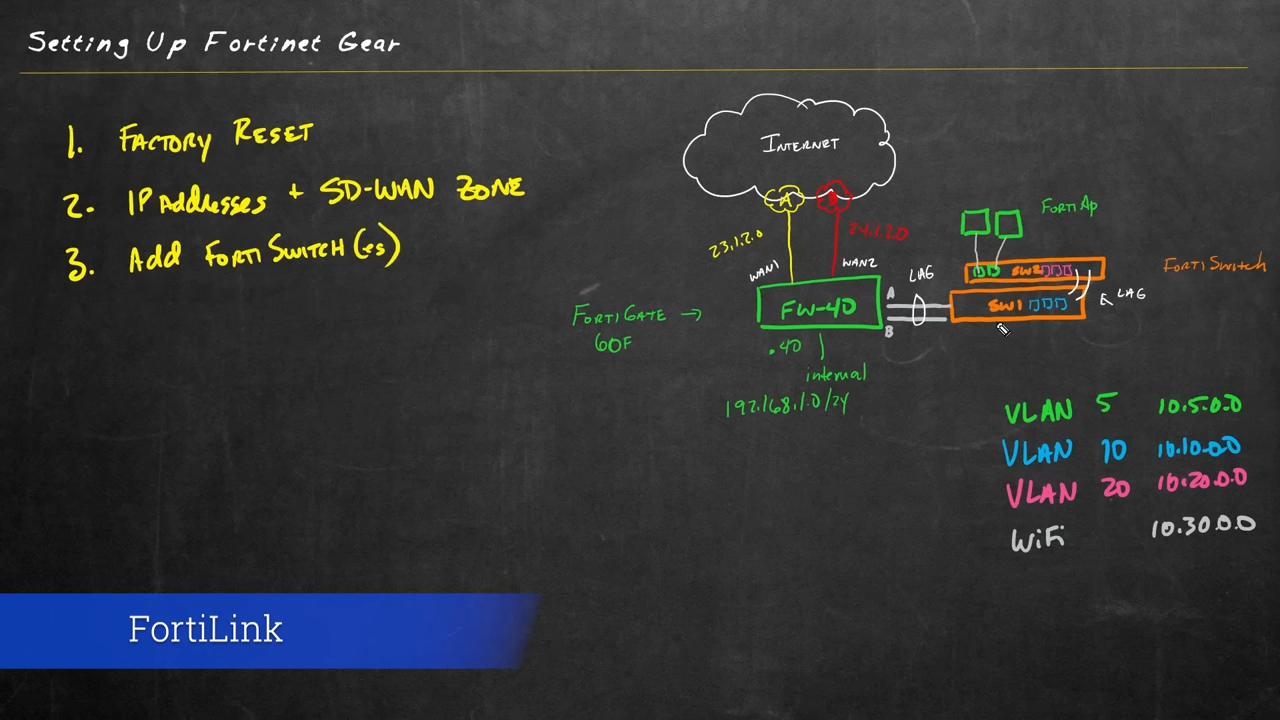 Setting Up Fortinet Gear
1. Factory Reset
2. IP Addresses + SD-WAN Zone
3. Add FortiSwitch(es)
Internet
A
B
23.1.2.0
24.1.2.0
WAN1
WAN2
FortiGate →
60F
FW-40
.40
internal
192.168.1.0/24
A
B
LAG
FortiAp
SW2
SW1
LAG
FortiSwitch
VLAN 5 10.5.0.0
VLAN 10 10.10.0.0
VLAN 20 10.20.0.0
WiFi 10.30.0.0
FortiLink